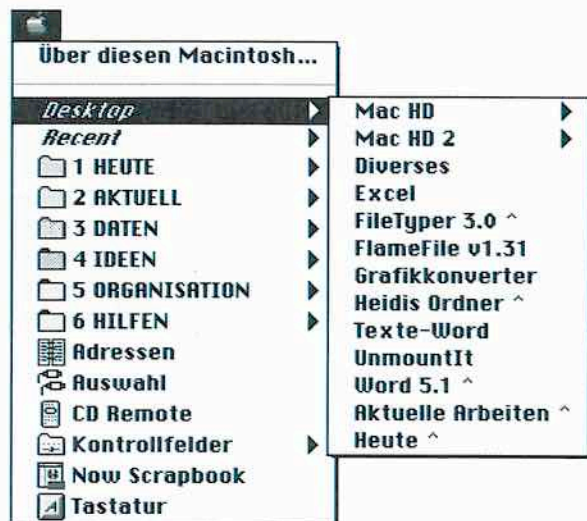 Über diesen Macintosh...
Desktop
Recent
1 HEUTE
2 AKTUELL
3 DATEN
4 IDEEN
5 ORGANISATION
6 HILFEN
Adressen
Auswahl
CD Remote
Kontrollfelder
Now Scrapbook
Tastatur
Mac HD
Mac HD 2
Diverses
Excel
FileTyper 3.0 ^
FlameFile v1.31
Grafikkonverter
Heidis Ordner ^
Texte-Word
UnmountIt
Word 5.1 ^
Aktuelle Arbeiten ^
Heute ^